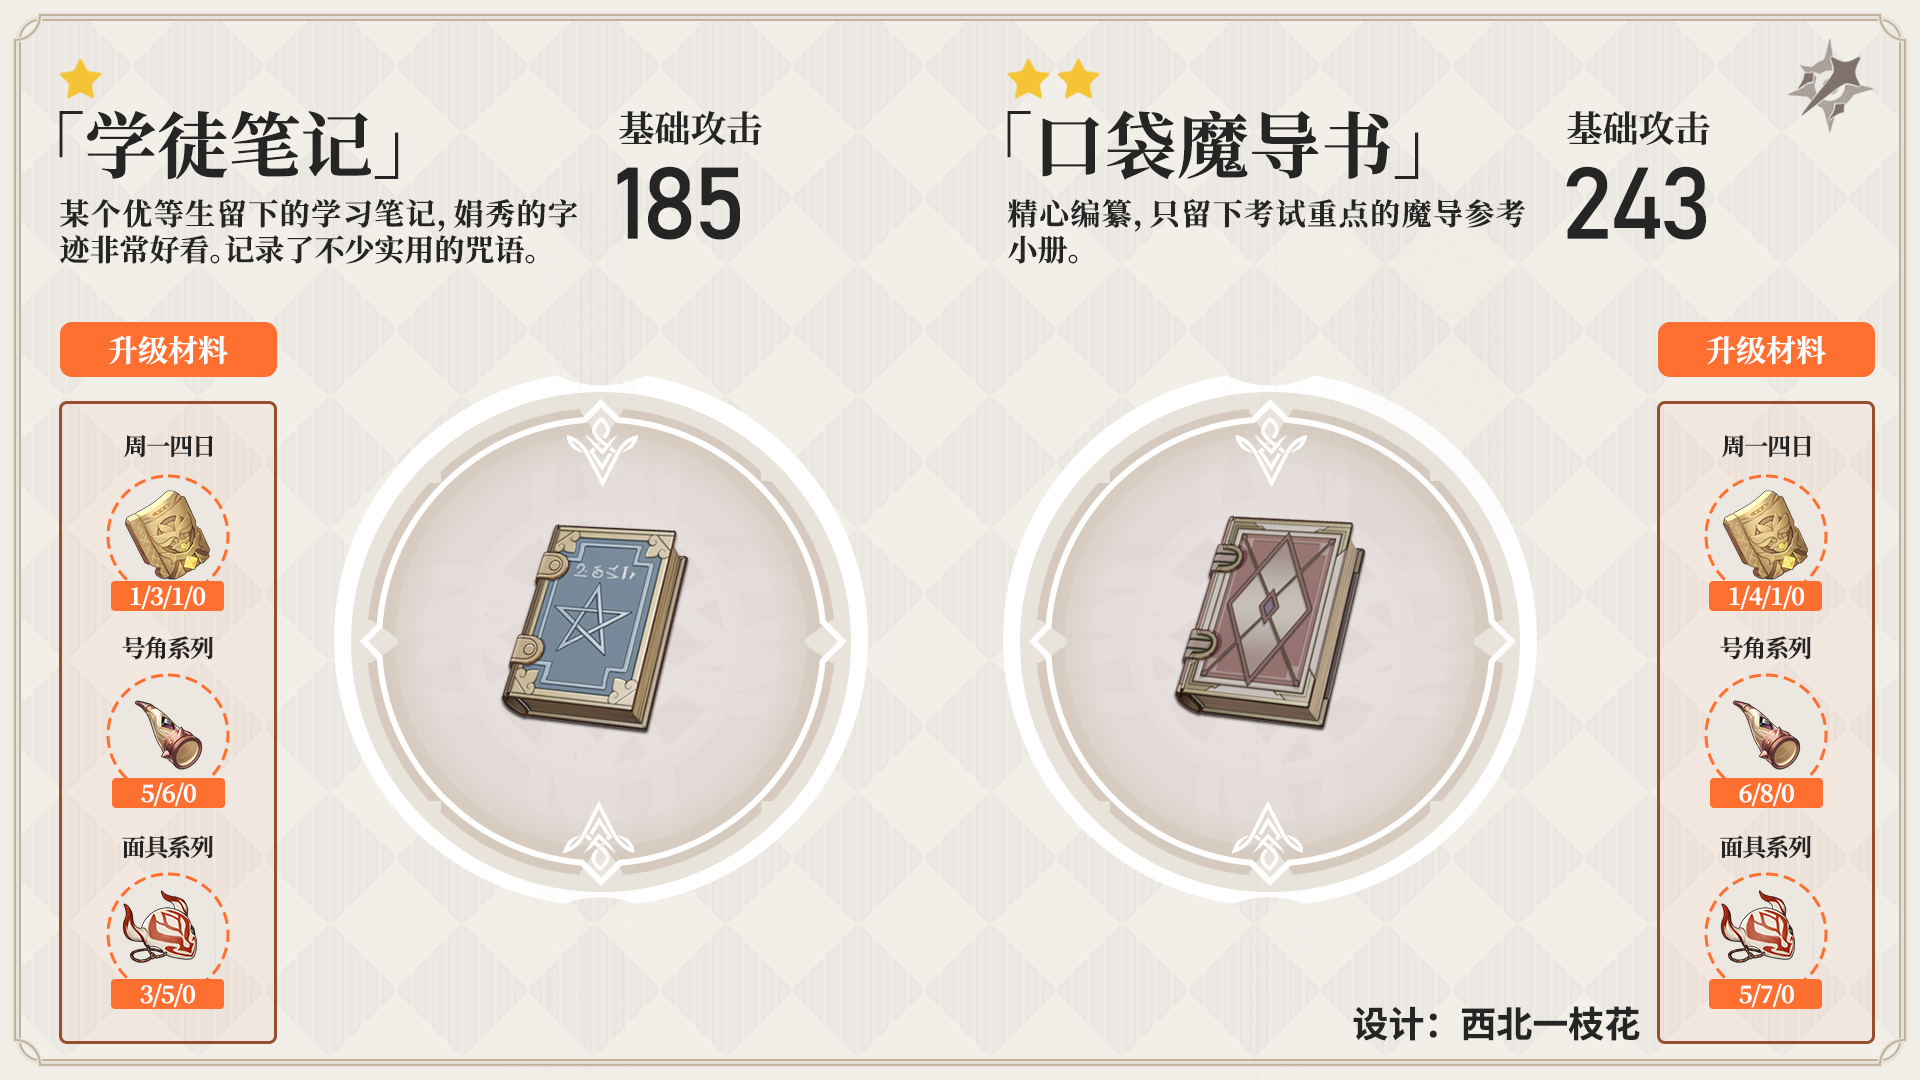 「学徒笔记」
基础攻击
185
某个优等生留下的学习笔记,娟秀的字
迹非常好看。记录了不少实用的咒语。
升级材料
周一四日
1/3/1/0
号角系列
5/6/0
面具系列
3/5/0
「口袋魔导书」
基础攻击
243
精心编纂,只留下考试重点的魔导参考
小册。
升级材料
周一四日
1/4/1/0
号角系列
6/8/0
面具系列
5/7/0
设计：西北一枝花